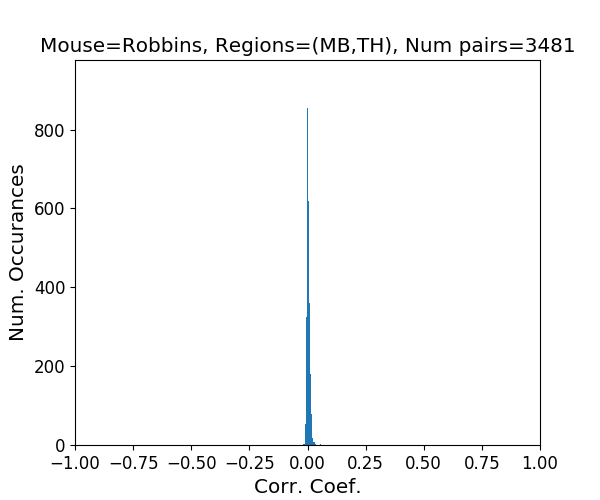 Mouse=Robbins, Regions=(MB,TH), Num pairs=3481
Num. Occurances
800
600
400
200
0
−1.00 −0.75 −0.50 −0.25 0.00 0.25 0.50 0.75 1.00
Corr. Coef.